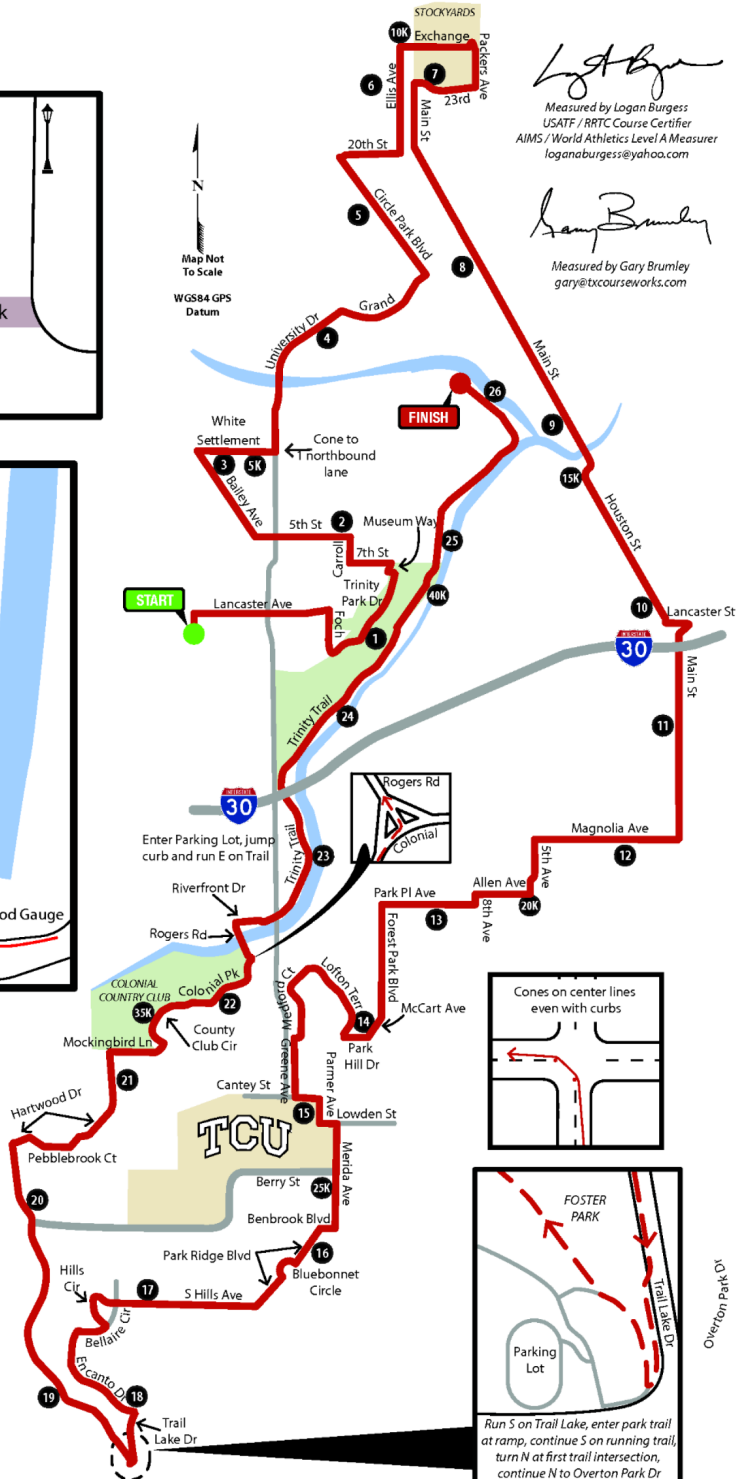 STOCKYARDS
10K
Exchange
Packers Ave
6
Ellis Ave
7
23rd
Main St
20th St
Measured by Logan Burgess
USATF / RRTC Course Certifier
AIMS / World Athletics Level A Measurer
loganaburgess@yahoo.com
N
Map Not
To Scale
WGS84 GPS
Datum
5
Circle Park Blvd
8
Measured by Gary Brumley
gary@txcourseworks.com
k
University Dr
Grand
4
Main St
26
FINISH
9
White
Settlement
Cone to
northbound
lane
3
5K
15K
Bailey Ave
Houston St
5th St
2
Museum Way
Carroll
7th St
25
START
Lancaster Ave
Trinity
Park Dr
40K
Foch
1
10
Lancaster St
INTERSTATE
30
Main St
Trinity Trail
24
11
INTERSTATE
30
Rogers Rd
Colonial
Enter Parking Lot, jump
curb and run E on Trail
Trinity Trail
23
Magnolia Ave
12
5th Ave
Riverfront Dr
Park Pl Ave
Allen Ave
20K
13
8th Ave
od Gauge
Rogers Rd
Forest Park Blvd
COLONIAL
COUNTRY CLUB
Colonial Pk
Medford Ct
Lofton Terr
35K
22
14
McCart Ave
County
Club Cir
Cones on center lines
even with curbs
Mockingbird Ln
Park
Hill Dr
21
Greene Ave
Parmer Ave
Cantey St
15
Lowden St
Hartwood Dr
TCU
Pebblebrook Ct
Merida Ave
Berry St
25K
20
Benbrook Blvd
Park Ridge Blvd
16
Bluebonnet
Circle
Hills
Cir
17
S Hills Ave
Bellaire Cir
Encanto Dr
19
18
Trail
Lake Dr
FOSTER
PARK
Trail Lake Dr
Overton Park Dr
Parking
Lot
Run S on Trail Lake, enter park trail
at ramp, continue S on running trail,
turn N at first trail intersection,
continue N to Overton Park Dr